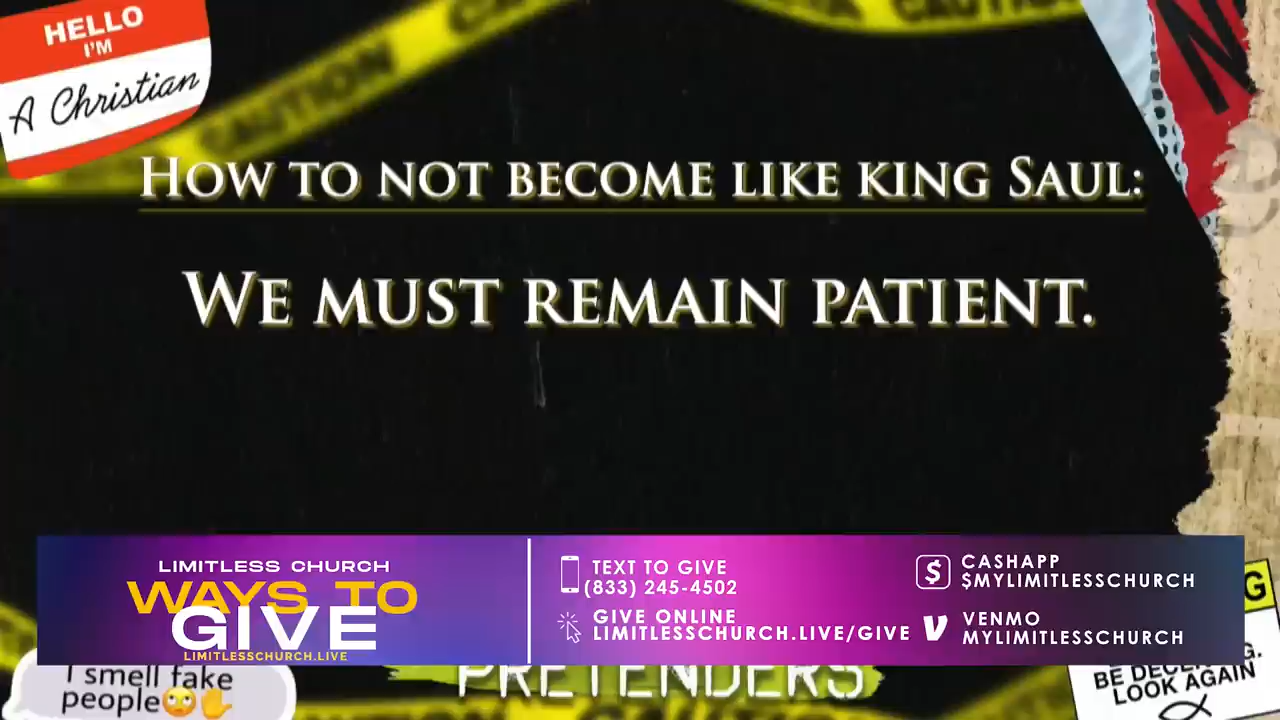 HELLO
I'M
A Christian
CAUTION
CAUTION
How to not become like king Saul:
We must remain patient.
LIMITLESS CHURCH
WAYS TO
GIVE
LIMITLESSCHURCH.LIVE
TEXT TO GIVE
(833) 245-4502
GIVE ONLINE
LIMITLESSCHURCH.LIVE/GIVE
CASHAPP
$MYLIMITLESSCHURCH
VENMO
MYLIMITLESSCHURCH
I smell fake
people🙄✋
PRETENDERS
LOOK AGAIN